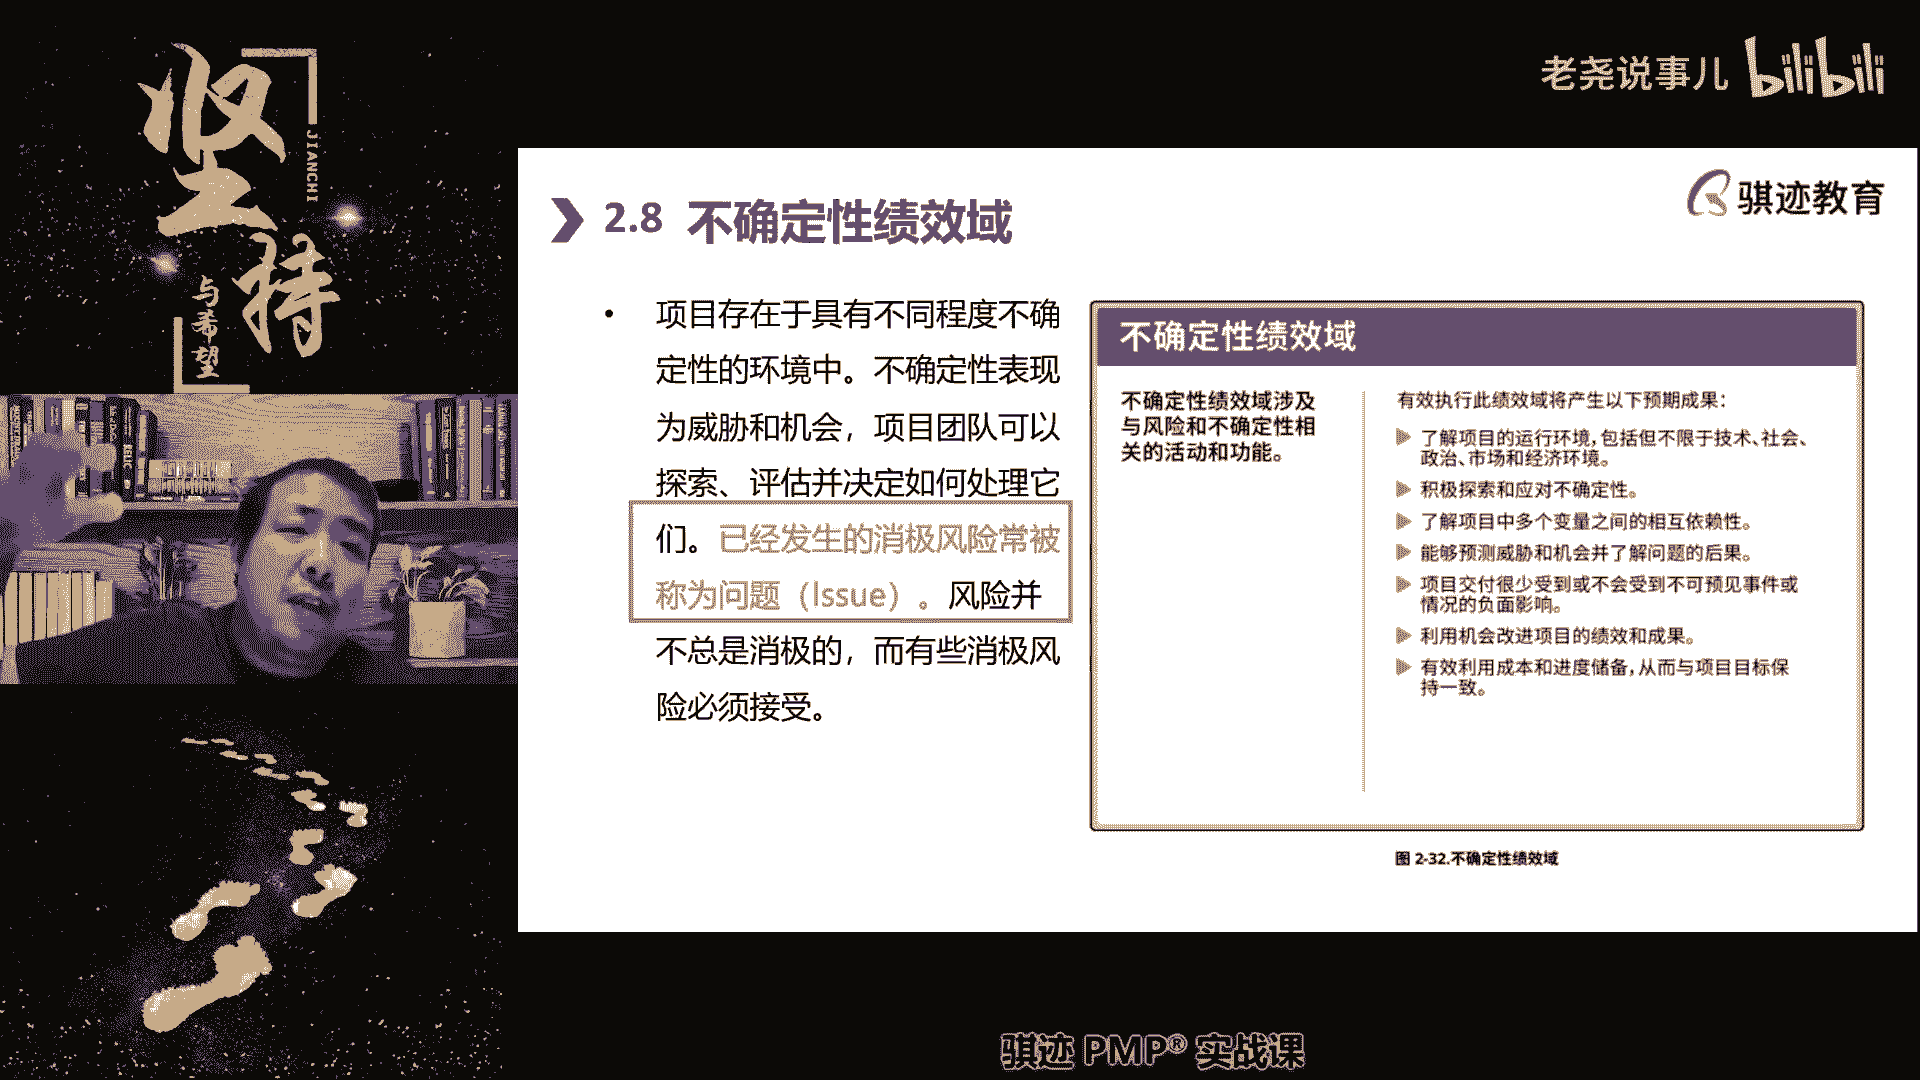 坚持
JIANCHI
与希望
老尧说事儿 bilibili
骐迹教育
2.8 不确定性绩效域
• 项目存在于具有不同程度不确
定性的环境中。不确定性表现
为威胁和机会，项目团队可以
探索、评估并决定如何处理它
们。已经发生的消极风险常被
称为问题（Issue）。风险并
不总是消极的，而有些消极风
险必须接受。
不确定性绩效域
不确定性绩效域涉及
与风险和不确定性相
关的活动和功能。
有效执行此绩效域将产生以下预期成果：
了解项目的运行环境，包括但不限于技术、社会、
政治、市场和经济环境。
积极探索和应对不确定性。
了解项目中多个变量之间的相互依赖性。
能够预测威胁和机会并了解问题的后果。
项目交付很少受到或不会受到不可预见事件或
情况的负面影响。
利用机会改进项目的绩效和成果。
有效利用成本和进度储备，从而与项目目标保
持一致。
图 2-32.不确定性绩效域
骐迹 PMP® 实战课